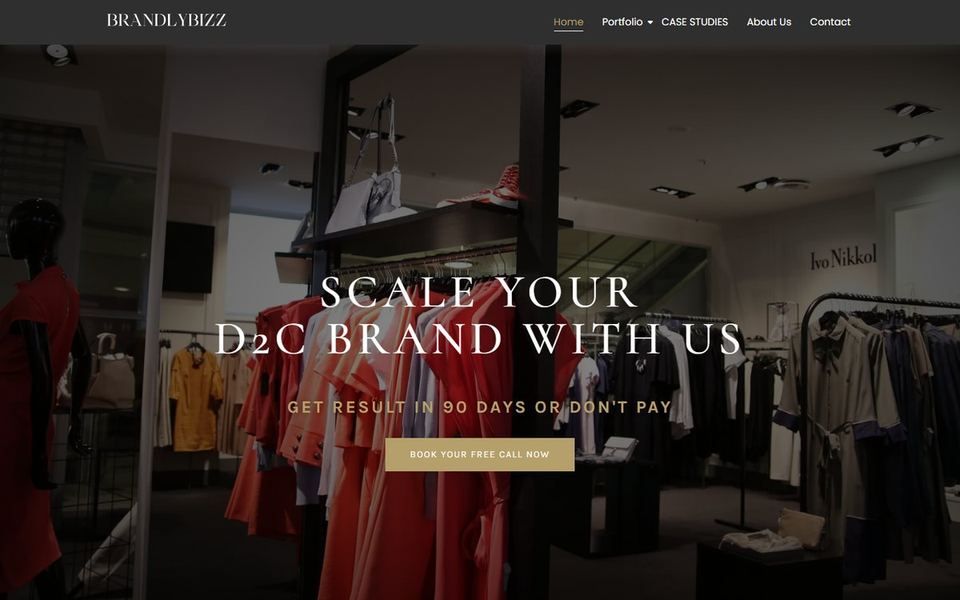 BRANDLYBIZZ
Home Portfolio CASE STUDIES About Us Contact
Ivo Nikkolo
SCALE YOUR
D2C BRAND WITH US
GET RESULT IN 90 DAYS OR DON'T PAY
BOOK YOUR FREE CALL NOW